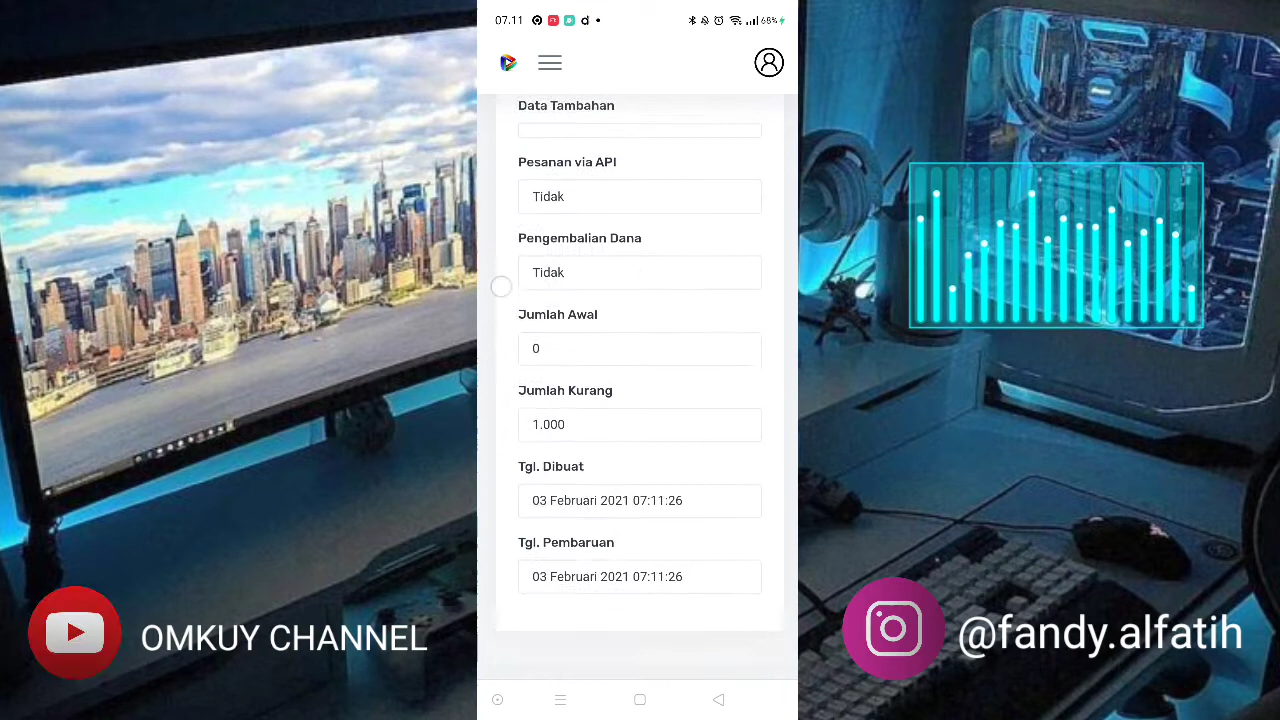 07.11
68%
Data Tambahan
Pesanan via API
Tidak
Pengembalian Dana
Tidak
Jumlah Awal
0
Jumlah Kurang
1.000
Tgl. Dibuat
03 Februari 2021 07:11:26
Tgl. Pembaruan
03 Februari 2021 07:11:26
OMKUY CHANNEL
@fandy.alfatih